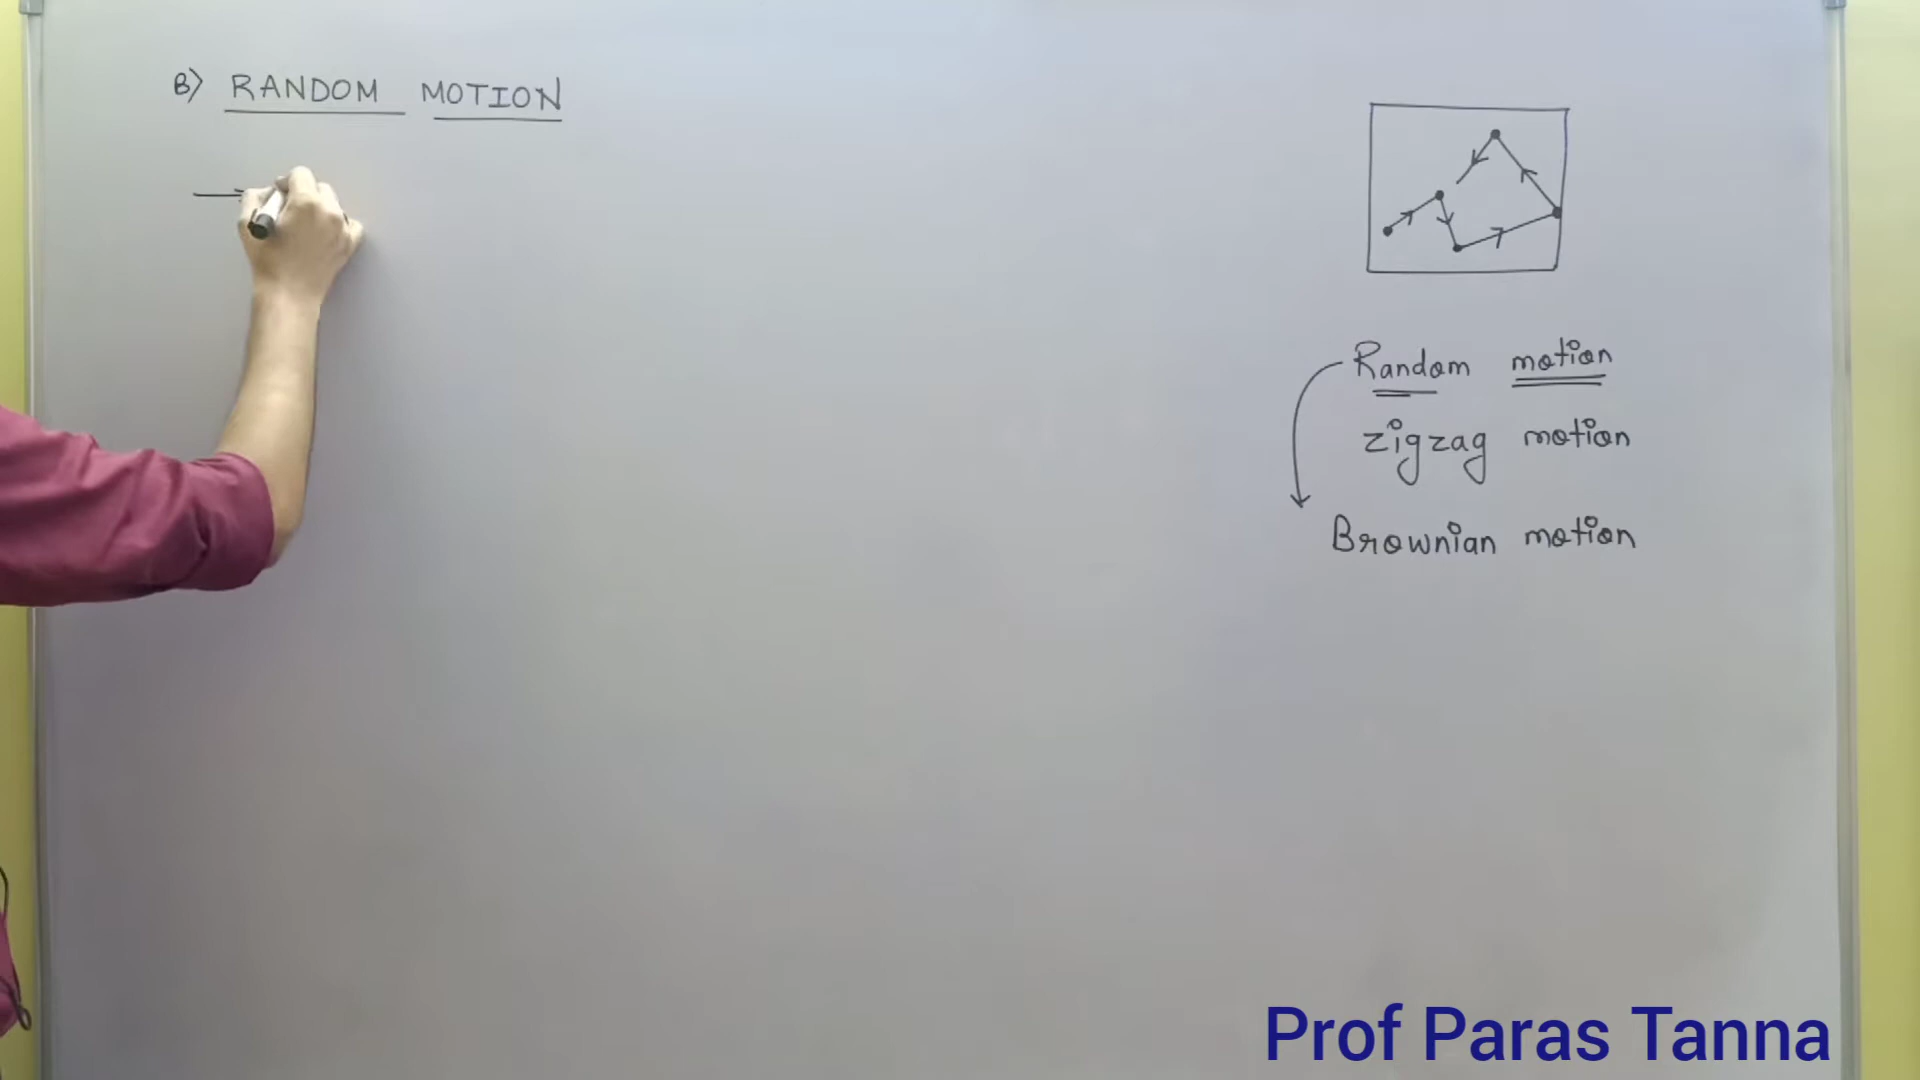 B) RANDOM MOTION
Random motion
zigzag motion
Brownian motion
Prof Paras Tanna